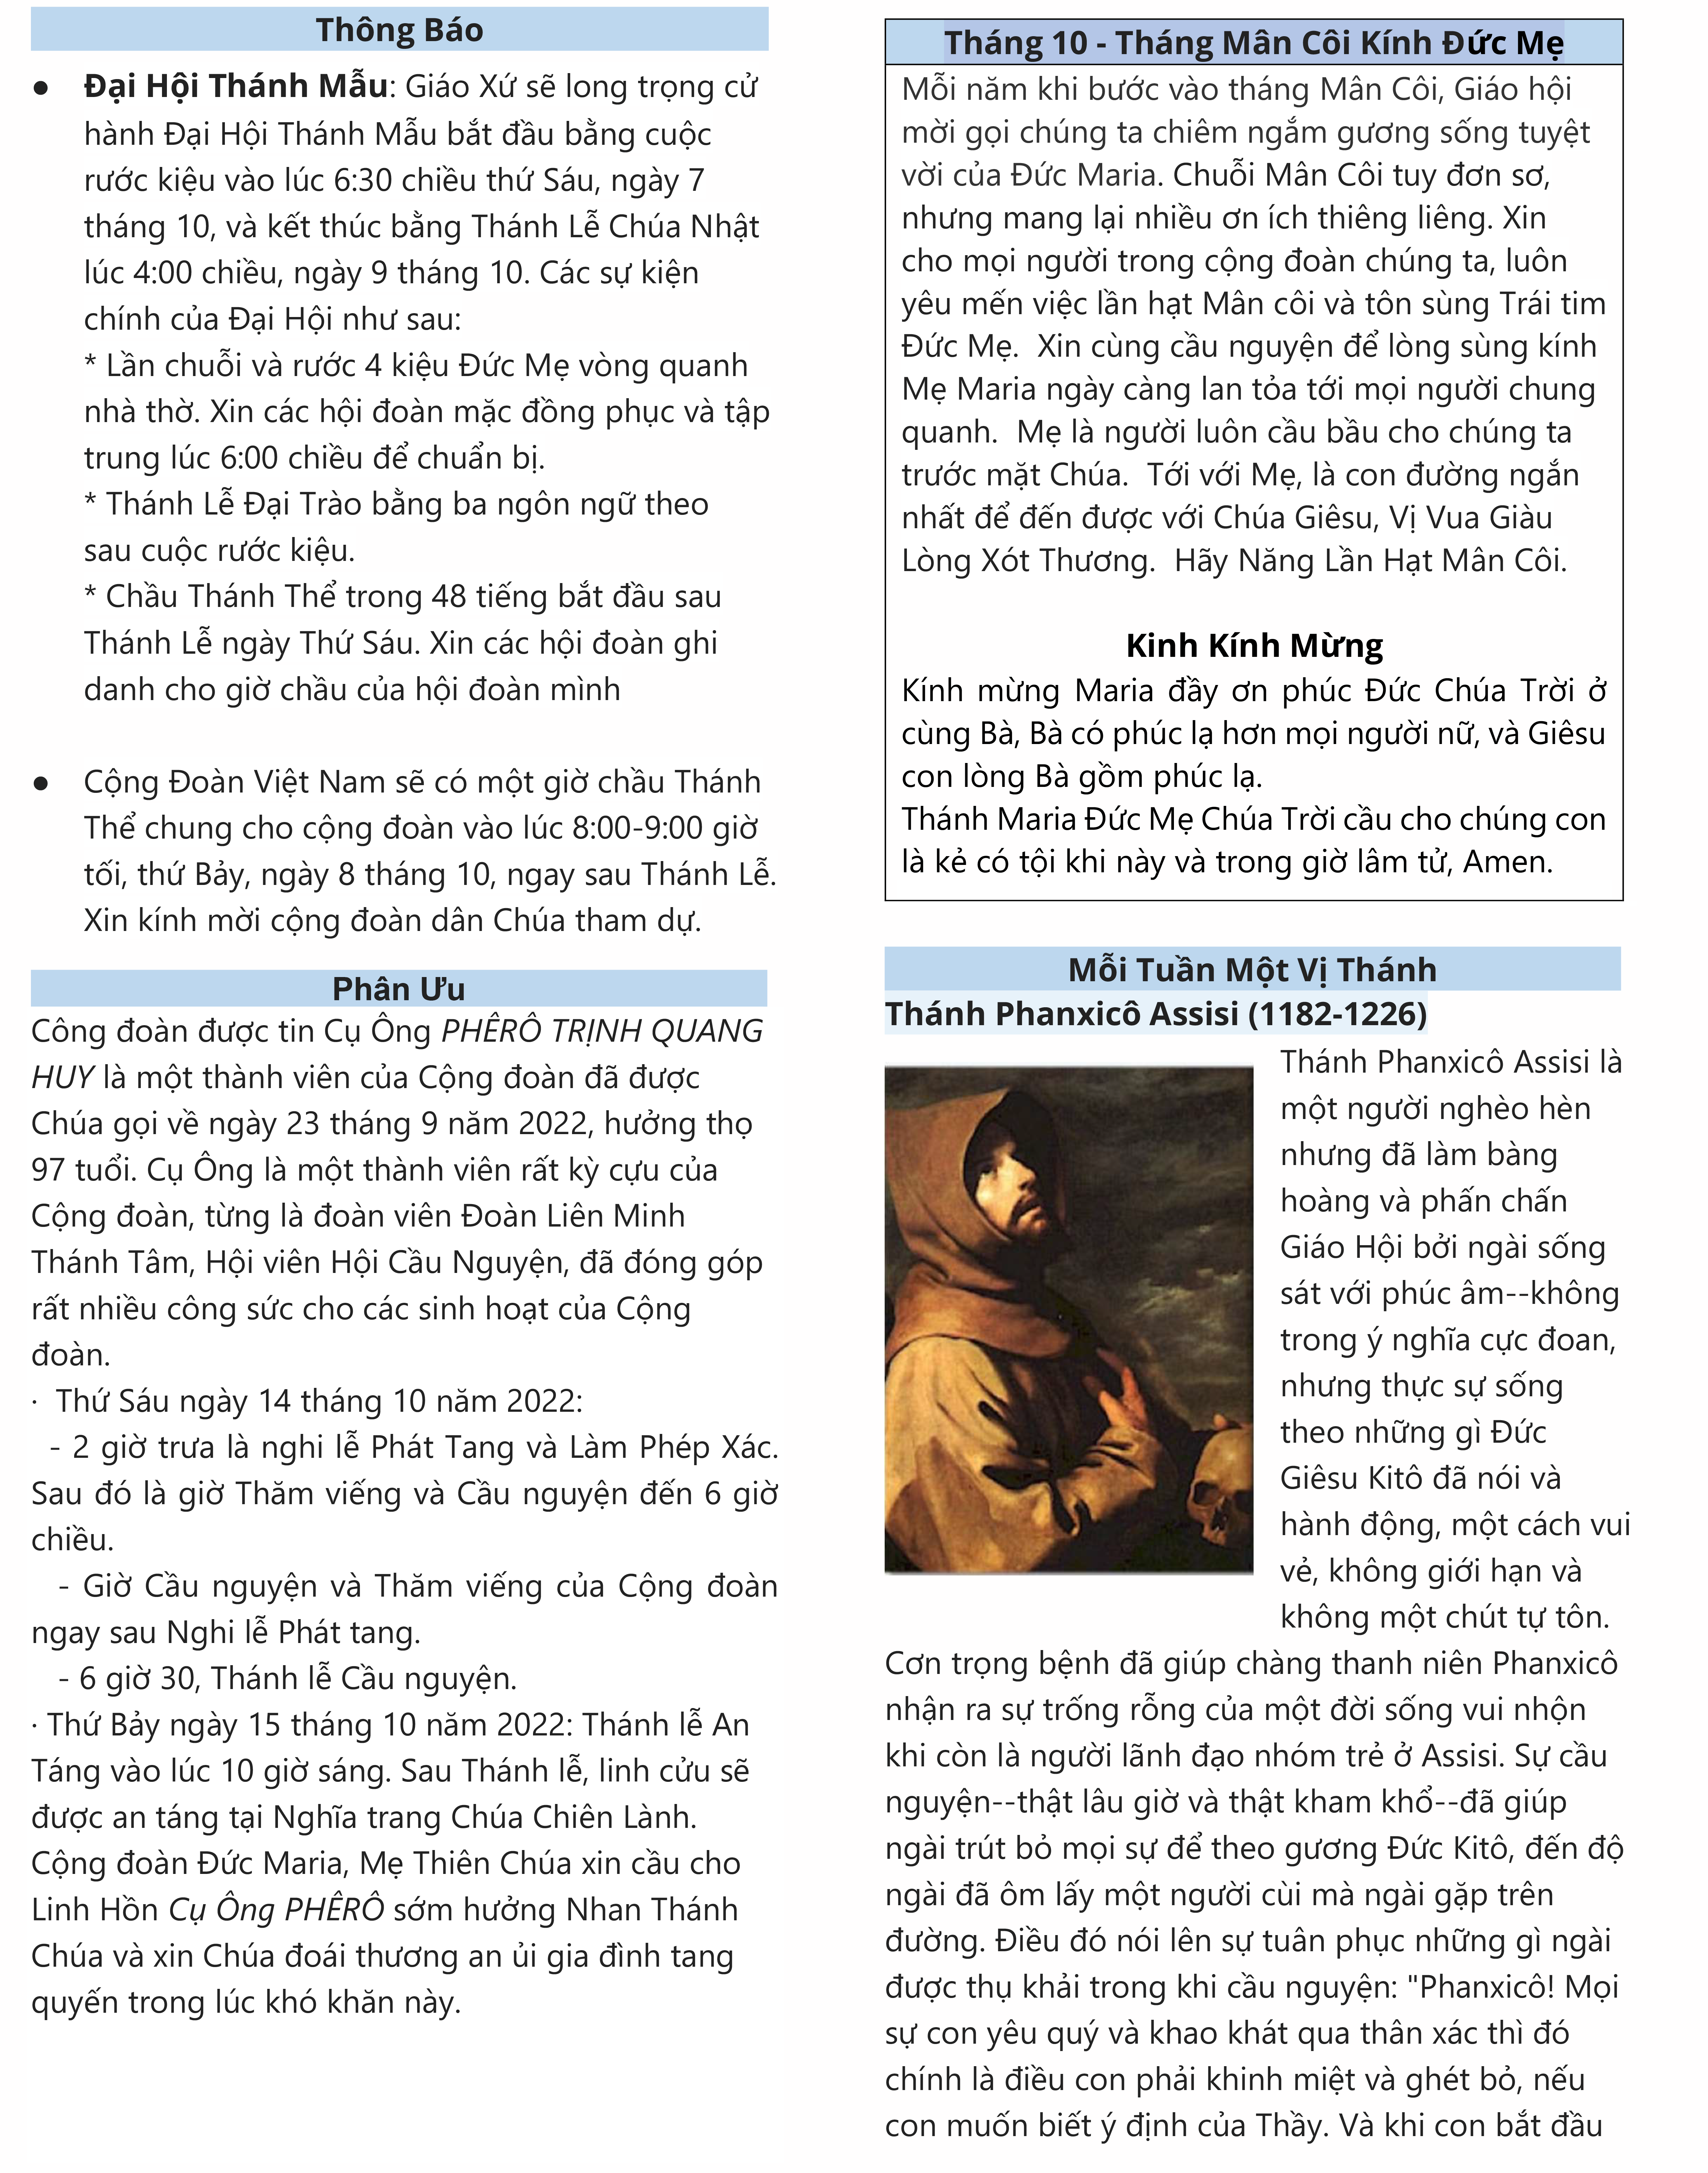 Thông Báo
● Đại Hội Thánh Mẫu: Giáo Xứ sẽ long trọng cử
hành Đại Hội Thánh Mẫu bắt đầu bằng cuộc
rước kiệu vào lúc 6:30 chiều thứ Sáu, ngày 7
tháng 10, và kết thúc bằng Thánh Lễ Chúa Nhật
lúc 4:00 chiều, ngày 9 tháng 10. Các sự kiện
chính của Đại Hội như sau:
* Lần chuỗi và rước 4 kiệu Đức Mẹ vòng quanh
nhà thờ. Xin các hội đoàn mặc đồng phục và tập
trung lúc 6:00 chiều để chuẩn bị.
* Thánh Lễ Đại Trào bằng ba ngôn ngữ theo
sau cuộc rước kiệu.
* Chầu Thánh Thể trong 48 tiếng bắt đầu sau
Thánh Lễ ngày Thứ Sáu. Xin các hội đoàn ghi
danh cho giờ chầu của hội đoàn mình
● Cộng Đoàn Việt Nam sẽ có một giờ chầu Thánh
Thể chung cho cộng đoàn vào lúc 8:00-9:00 giờ
tối, thứ Bảy, ngày 8 tháng 10, ngay sau Thánh Lễ.
Xin kính mời cộng đoàn dân Chúa tham dự.
Phân Ưu
Công đoàn được tin Cụ Ông PHÊRÔ TRỊNH QUANG
HUY là một thành viên của Cộng đoàn đã được
Chúa gọi về ngày 23 tháng 9 năm 2022, hưởng thọ
97 tuổi. Cụ Ông là một thành viên rất kỳ cựu của
Cộng đoàn, từng là đoàn viên Đoàn Liên Minh
Thánh Tâm, Hội viên Hội Cầu Nguyện, đã đóng góp
rất nhiều công sức cho các sinh hoạt của Cộng
đoàn.
· Thứ Sáu ngày 14 tháng 10 năm 2022:
- 2 giờ trưa là nghi lễ Phát Tang và Làm Phép Xác.
Sau đó là giờ Thăm viếng và Cầu nguyện đến 6 giờ
chiều.
- Giờ Cầu nguyện và Thăm viếng của Cộng đoàn
ngay sau Nghi lễ Phát tang.
- 6 giờ 30, Thánh lễ Cầu nguyện.
· Thứ Bảy ngày 15 tháng 10 năm 2022: Thánh lễ An
Táng vào lúc 10 giờ sáng. Sau Thánh lễ, linh cửu sẽ
được an táng tại Nghĩa trang Chúa Chiên Lành.
Cộng đoàn Đức Maria, Mẹ Thiên Chúa xin cầu cho
Linh Hồn Cụ Ông PHÊRÔ sớm hưởng Nhan Thánh
Chúa và xin Chúa đoái thương an ủi gia đình tang
quyến trong lúc khó khăn này.
Tháng 10 - Tháng Mân Côi Kính Đức Mẹ
Mỗi năm khi bước vào tháng Mân Côi, Giáo hội
mời gọi chúng ta chiêm ngắm gương sống tuyệt
vời của Đức Maria. Chuỗi Mân Côi tuy đơn sơ,
nhưng mang lại nhiều ơn ích thiêng liêng. Xin
cho mọi người trong cộng đoàn chúng ta, luôn
yêu mến việc lần hạt Mân côi và tôn sùng Trái tim
Đức Mẹ. Xin cùng cầu nguyện để lòng sùng kính
Mẹ Maria ngày càng lan tỏa tới mọi người chung
quanh. Mẹ là người luôn cầu bầu cho chúng ta
trước mặt Chúa. Tới với Mẹ, là con đường ngắn
nhất để đến được với Chúa Giêsu, Vị Vua Giàu
Lòng Xót Thương. Hãy Năng Lần Hạt Mân Côi.
Kinh Kính Mừng
Kính mừng Maria đầy ơn phúc Đức Chúa Trời ở
cùng Bà, Bà có phúc lạ hơn mọi người nữ, và Giêsu
con lòng Bà gồm phúc lạ.
Thánh Maria Đức Mẹ Chúa Trời cầu cho chúng con
là kẻ có tội khi này và trong giờ lâm tử, Amen.
Mỗi Tuần Một Vị Thánh
Thánh Phanxicô Assisi (1182-1226)
Thánh Phanxicô Assisi là
một người nghèo hèn
nhưng đã làm bàng
hoàng và phấn chấn
Giáo Hội bởi ngài sống
sát với phúc âm--không
trong ý nghĩa cực đoan,
nhưng thực sự sống
theo những gì Đức
Giêsu Kitô đã nói và
hành động, một cách vui
vẻ, không giới hạn và
không một chút tự tôn.
Cơn trọng bệnh đã giúp chàng thanh niên Phanxicô
nhận ra sự trống rỗng của một đời sống vui nhộn
khi còn là người lãnh đạo nhóm trẻ ở Assisi. Sự cầu
nguyện--thật lâu giờ và thật kham khổ--đã giúp
ngài trút bỏ mọi sự để theo gương Đức Kitô, đến độ
ngài đã ôm lấy một người cùi mà ngài gặp trên
đường. Điều đó nói lên sự tuân phục những gì ngài
được thụ khải trong khi cầu nguyện: "Phanxicô! Mọi
sự con yêu quý và khao khát qua thân xác thì đó
chính là điều con phải khinh miệt và ghét bỏ, nếu
con muốn biết ý định của Thầy. Và khi con bắt đầu